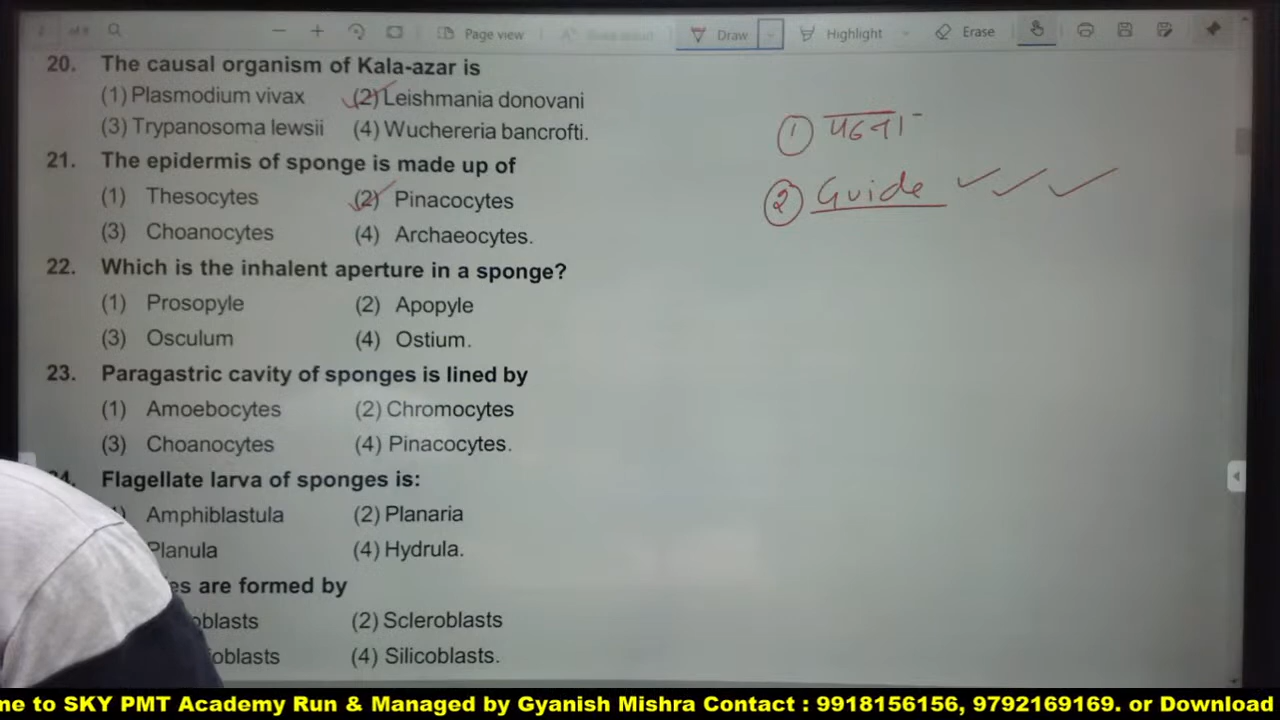 Page view
Draw
Highlight
Erase
20. The causal organism of Kala-azar is
(1) Plasmodium vivax (2) Leishmania donovani
(3) Trypanosoma lewsii (4) Wuchereria bancrofti.
21. The epidermis of sponge is made up of
(1) Thesocytes (2) Pinacocytes
(3) Choanocytes (4) Archaeocytes.
22. Which is the inhalent aperture in a sponge?
(1) Prosopyle (2) Apopyle
(3) Osculum (4) Ostium.
23. Paragastric cavity of sponges is lined by
(1) Amoebocytes (2) Chromocytes
(3) Choanocytes (4) Pinacocytes.
Flagellate larva of sponges is:
Amphiblastula (2) Planaria
Planula (4) Hydrula.
es are formed by
oblasts (2) Scleroblasts
oblasts (4) Silicoblasts.
① पढना
② Guide
me to SKY PMT Academy Run & Managed by Gyanish Mishra Contact : 9918156156, 9792169169. or Download